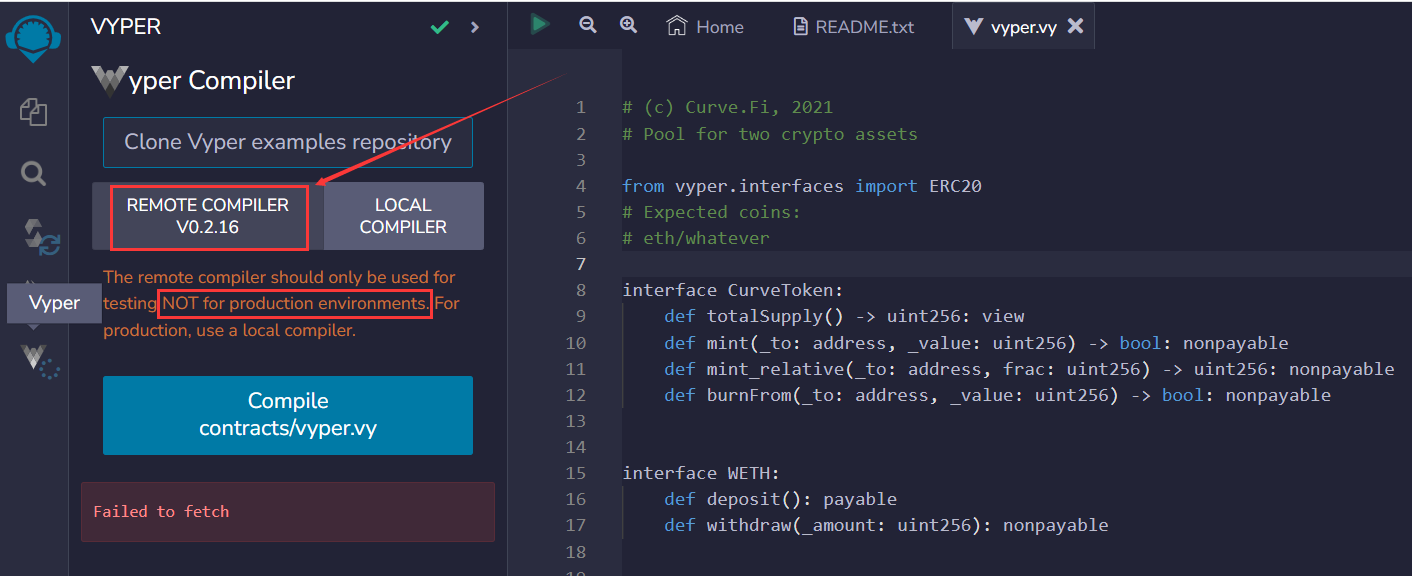 VYPER
Vyper Compiler
Clone Vyper examples repository
REMOTE COMPILER
V0.2.16
LOCAL
COMPILER
The remote compiler should only be used for
testing NOT for production environments. For
production, use a local compiler.
Vyper
Compile
contracts/vyper.vy
Failed to fetch
Home
README.txt
vyper.vy
1 # (c) Curve.Fi, 2021
2 # Pool for two crypto assets
3
4 from vyper.interfaces import ERC20
5 # Expected coins:
6 # eth/whatever
7
8 interface CurveToken:
9 def totalSupply() -> uint256: view
10 def mint(_to: address, _value: uint256) -> bool: nonpayable
11 def mint_relative(_to: address, frac: uint256) -> uint256: nonpayable
12 def burnFrom(_to: address, _value: uint256) -> bool: nonpayable
13
14
15 interface WETH:
16 def deposit(): payable
17 def withdraw(_amount: uint256): nonpayable
18